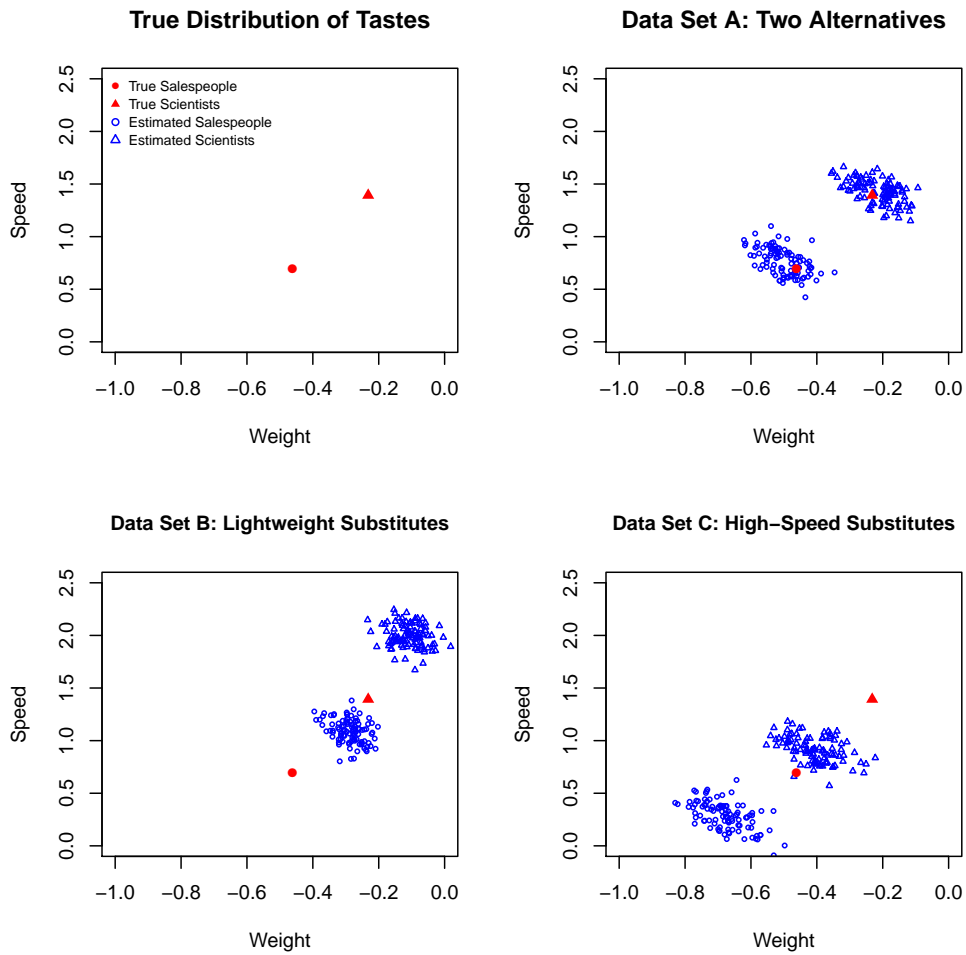 True Distribution of Tastes
True Salespeople
True Scientists
Estimated Salespeople
Estimated Scientists
Speed
0.0 0.5 1.0 1.5 2.0 2.5
−1.0 −0.8 −0.6 −0.4 −0.2 0.0
Weight
Data Set A: Two Alternatives
Speed
0.0 0.5 1.0 1.5 2.0 2.5
−1.0 −0.8 −0.6 −0.4 −0.2 0.0
Weight
Data Set B: Lightweight Substitutes
Speed
0.0 0.5 1.0 1.5 2.0 2.5
−1.0 −0.8 −0.6 −0.4 −0.2 0.0
Weight
Data Set C: High−Speed Substitutes
Speed
0.0 0.5 1.0 1.5 2.0 2.5
−1.0 −0.8 −0.6 −0.4 −0.2 0.0
Weight